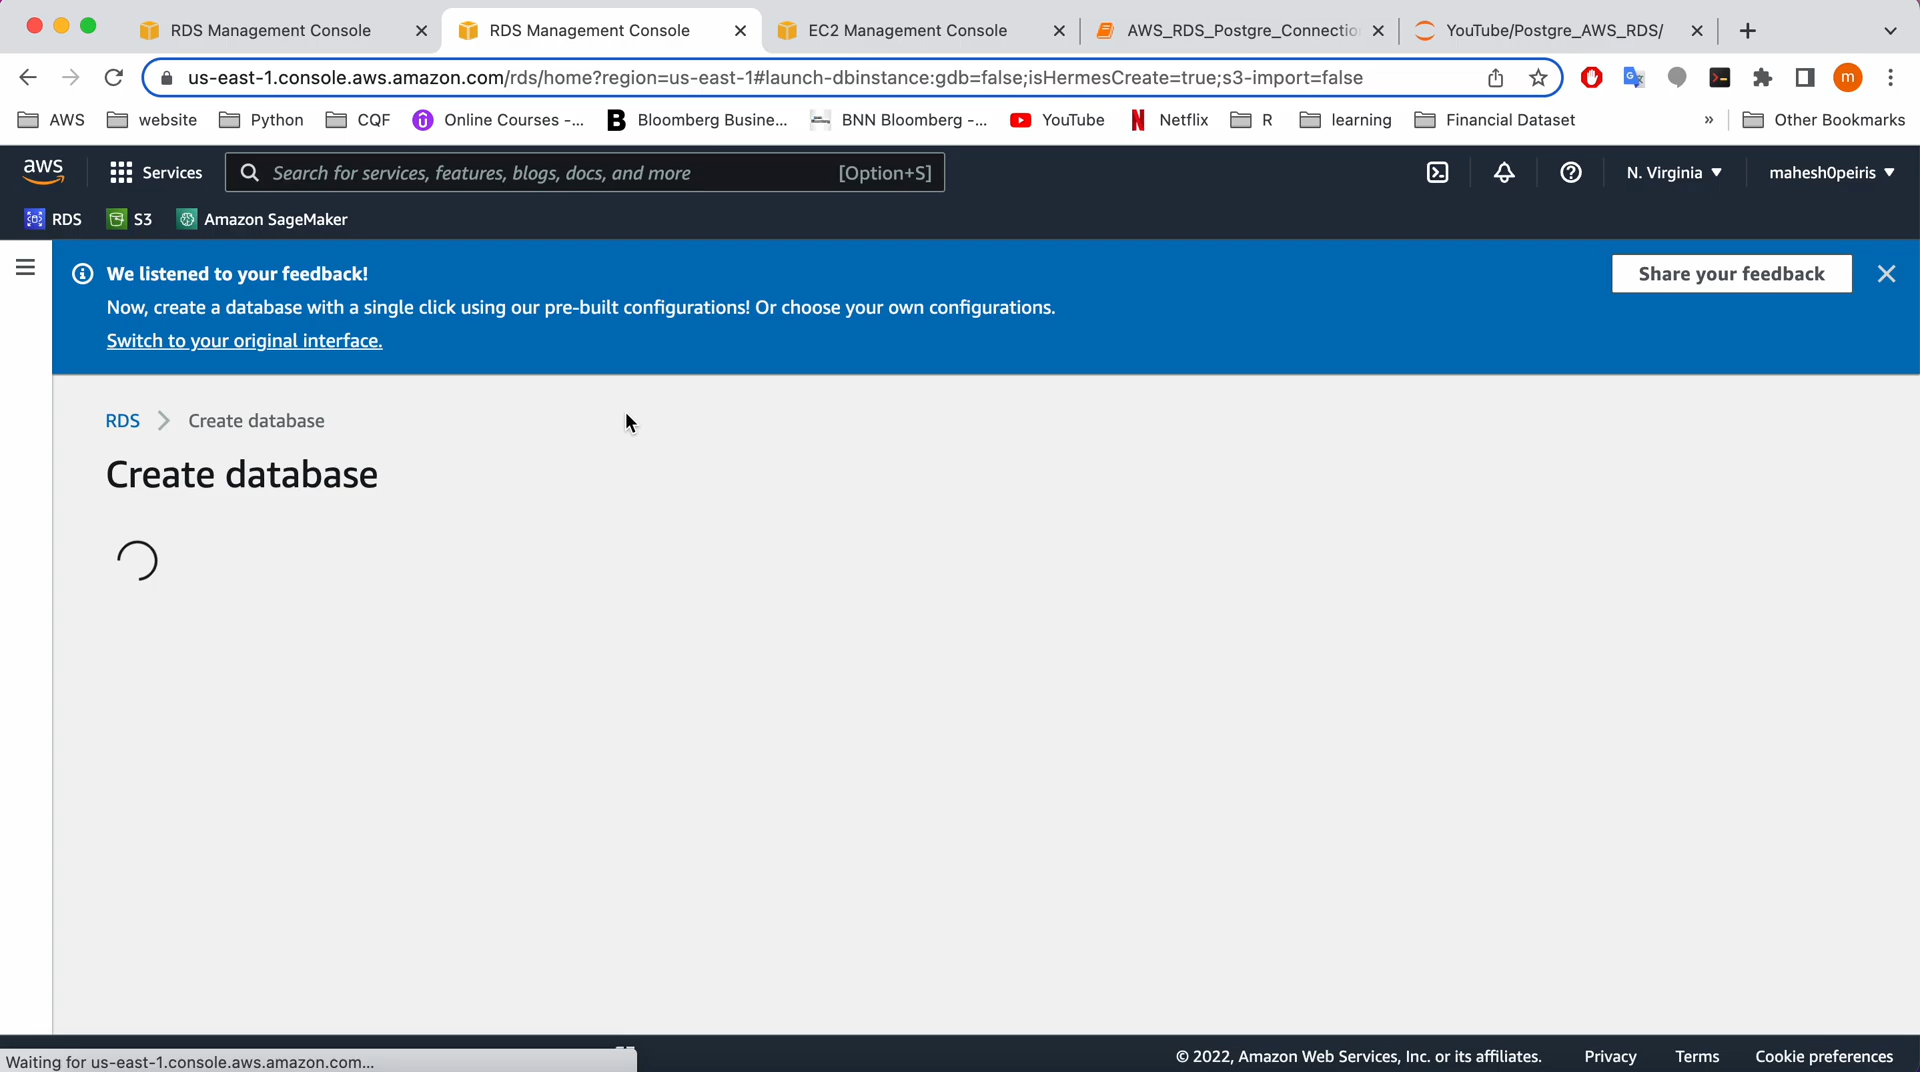 RDS Management Console
RDS Management Console
EC2 Management Console
AWS_RDS_Postgre_Connectio
YouTube/Postgre_AWS_RDS/
us-east-1.console.aws.amazon.com/rds/home?region=us-east-1#launch-dbinstance:gdb=false;isHermesCreate=true;s3-import=false
m
AWS
website
Python
CQF
Online Courses -...
B Bloomberg Busine...
BNN Bloomberg -...
YouTube
N Netflix
R
learning
Financial Dataset
»
Other Bookmarks
aws
Services
Search for services, features, blogs, docs, and more [Option+S]
N. Virginia
mahesh0peiris
RDS
S3
Amazon SageMaker
We listened to your feedback!
Share your feedback
Now, create a database with a single click using our pre-built configurations! Or choose your own configurations.
Switch to your original interface.
RDS
Create database
Create database
Waiting for us-east-1.console.aws.amazon.com...
© 2022, Amazon Web Services, Inc. or its affiliates.
Privacy
Terms
Cookie preferences